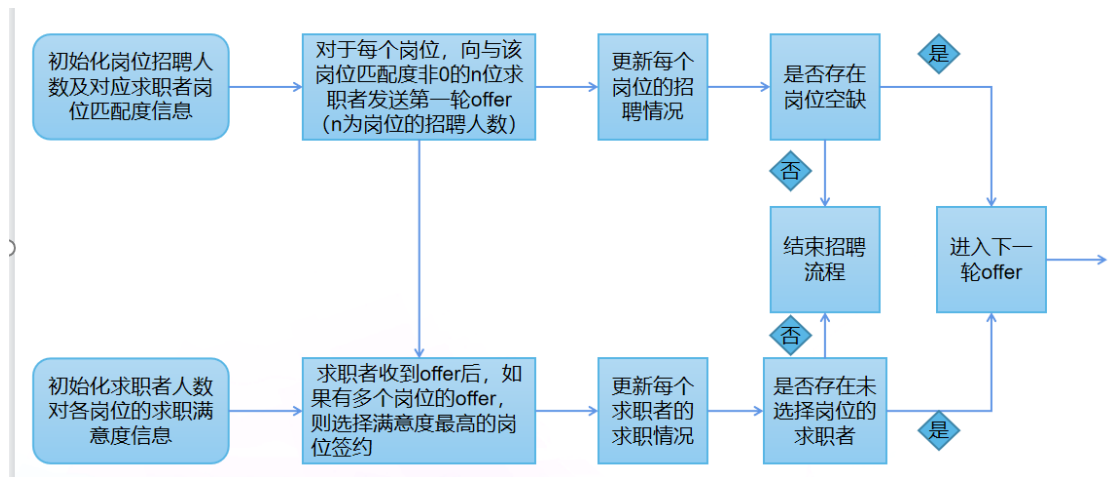 初始化岗位招聘人
数及对应求职者岗
位匹配度信息
对于每个岗位，向与该
岗位匹配度非0的n位求
职者发送第一轮offer
（n为岗位的招聘人数）
更新每个
岗位的招
聘情况
是否存在
岗位空缺
是
否
结束招聘
流程
进入下一
轮offer
否
初始化求职者人数
对各岗位的求职满
意度信息
求职者收到offer后，如
果有多个岗位的offer，
则选择满意度最高的岗
位签约
更新每个
求职者的
求职情况
是否存在未
选择岗位的
求职者
是